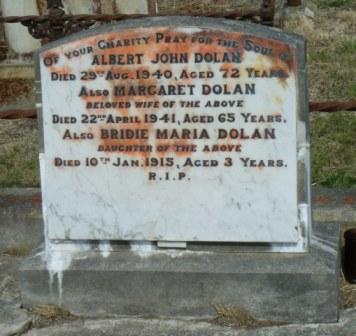 Of your Charity Pray for the Soul of
ALBERT JOHN DOLAN
Died 29TH Aug. 1940, Aged 72 Years.
Also MARGARET DOLAN
BELOVED WIFE OF THE ABOVE
Died 22ND April 1941, Aged 65 Years.
Also BRIDIE MARIA DOLAN
DAUGHTER OF THE ABOVE
Died 10TH Jan. 1915, Aged 3 Years.
R.I.P.